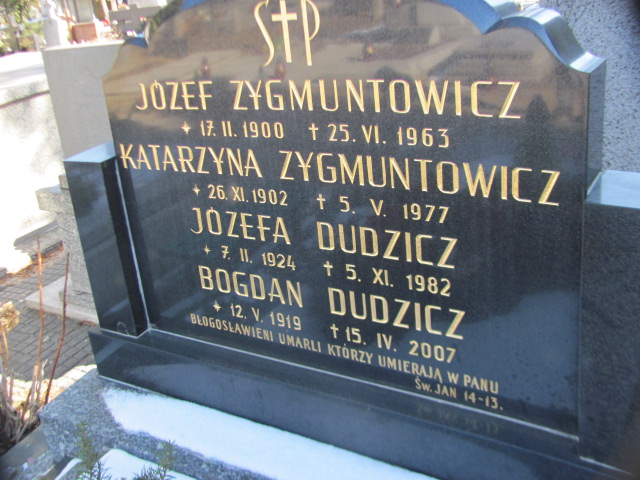 Ś†P
JÓZEF ZYGMUNTOWICZ
* 17. II. 1900 † 25. VI. 1963
KATARZYNA ZYGMUNTOWICZ
* 26. XI. 1902 † 5. V. 1977
JÓZEFA DUDZICZ
* 7. II. 1924 † 5. XI. 1982
BOGDAN DUDZICZ
* 12. V. 1919 † 15. IV. 2007
BŁOGOSŁAWIENI UMARLI KTÓRZY UMIERAJĄ W PANU
ŚW. JAN 14-13.